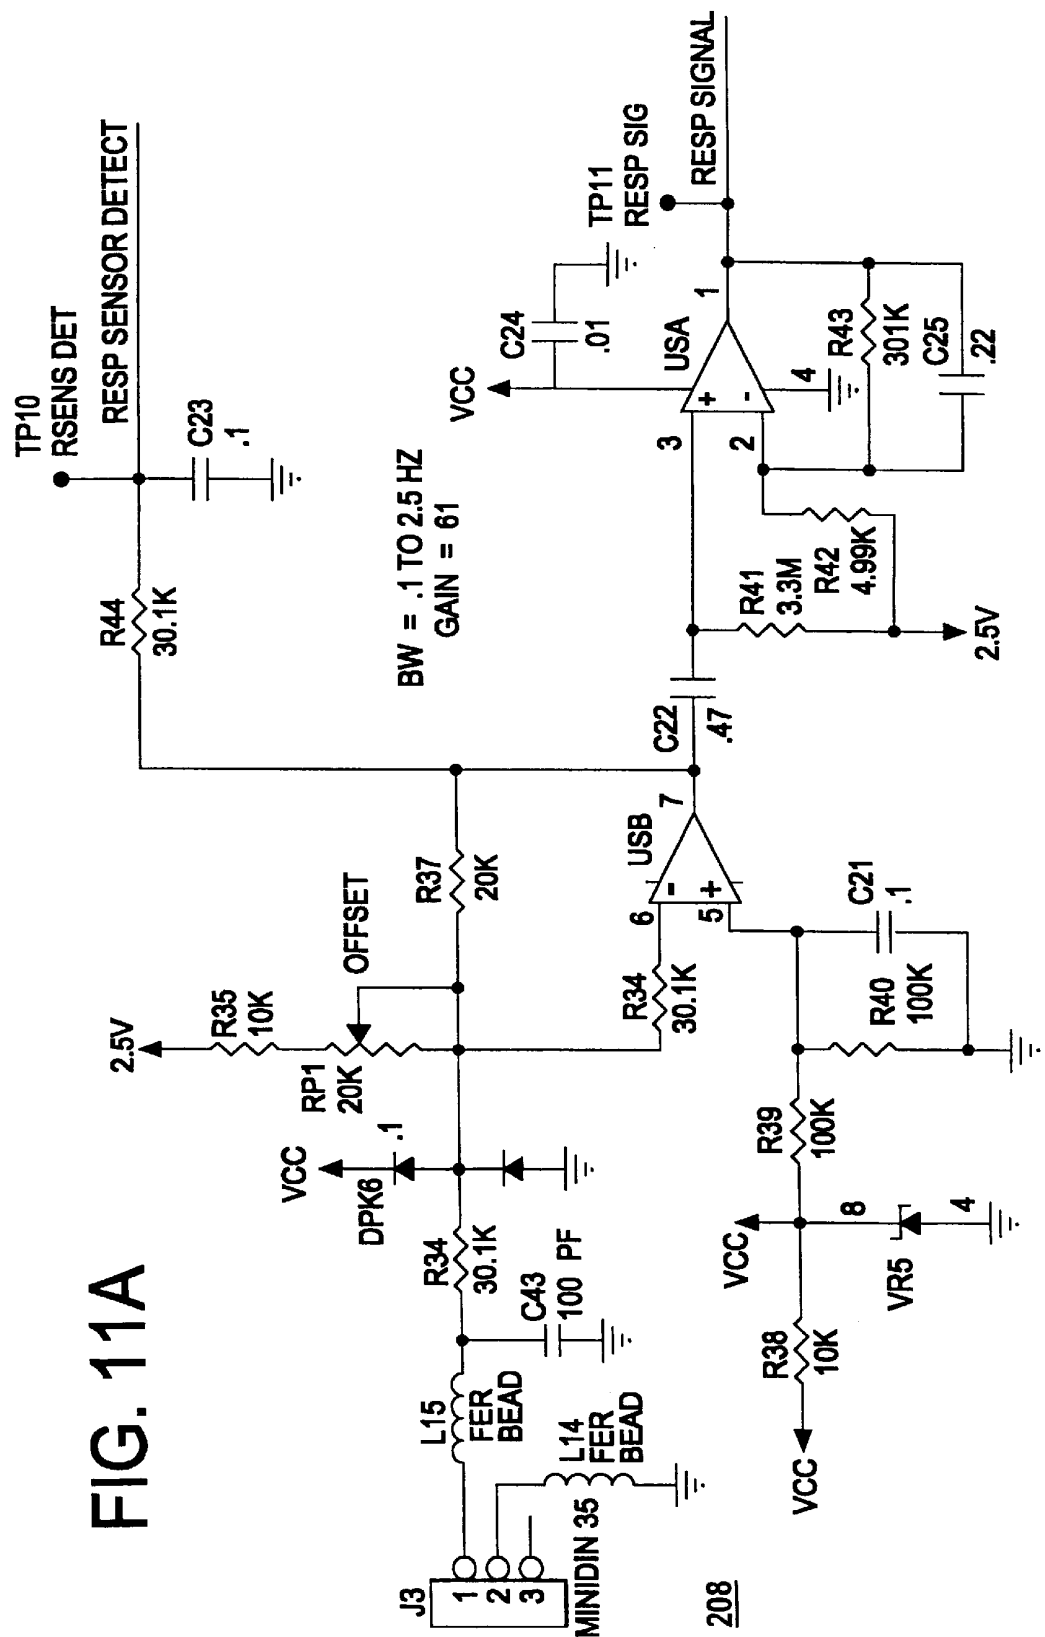 FIG. 11A
TP10
RSENS DET
RESP SENSOR DETECT
R44
30.1K
C23
.1
BW = .1 TO 2.5 HZ
GAIN = 61
2.5V
R35
10K
OFFSET
RP1
20K
R37
20K
VCC
DPK6
.1
R34
30.1K
C43
100 PF
L15
FER
BEAD
L14
FER
BEAD
J3
1
2
3
MINIDIN 35
R34
30.1K
USB
6
5
7
C22
.47
VCC
C24
.01
TP11
RESP SIG
RESP SIGNAL
USA
3
2
1
4
R41
3.3M
R42
4.99K
2.5V
R43
301K
C25
.22
VCC
R38
10K
VCC
8
4
VR5
R39
100K
R40
100K
C21
.1
208